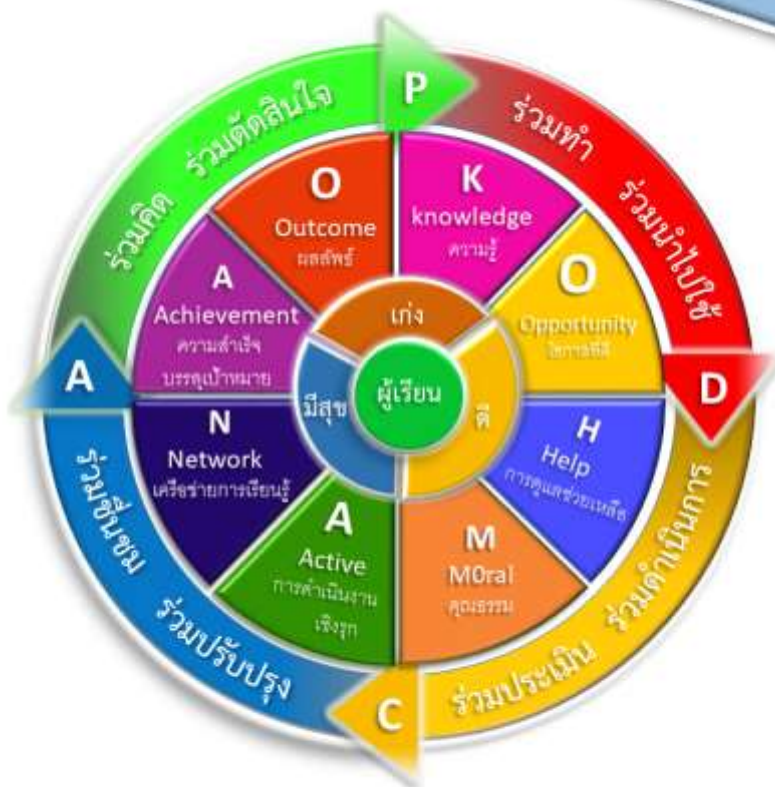 P
ร่วมทำ ร่วมนำไปใช้
D
ร่วมดำเนินการ ร่วมประเมิน
C
ร่วมปรับปรุง ร่วมชื่นชม
A
ร่วมคิด ร่วมตัดสินใจ
K
knowledge
ความรู้
O
Opportunity
โอกาสที่ดี
H
Help
การดูแลช่วยเหลือ
M
M0ral
คุณธรรม
A
Active
การดำเนินงาน
เชิงรุก
N
Network
เครือข่ายการเรียนรู้
A
Achievement
ความสำเร็จ
บรรลุเป้าหมาย
O
Outcome
ผลลัพธ์
เก่ง
ดี
มีสุข
ผู้เรียน